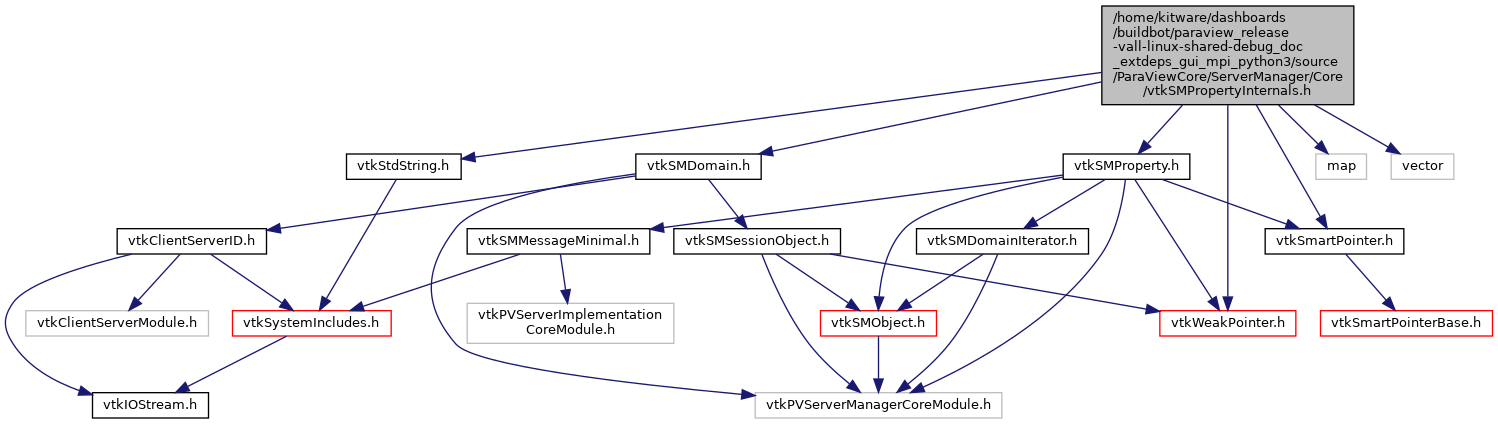 /home/kitware/dashboards
/buildbot/paraview_release
-vall-linux-shared-debug_doc
_extdeps_gui_mpi_python3/source
/ParaViewCore/ServerManager/Core
/vtkSMPropertyInternals.h
vtkStdString.h
vtkSMDomain.h
vtkSMProperty.h
map
vector
vtkClientServerID.h
vtkSMMessageMinimal.h
vtkSMSessionObject.h
vtkSMDomainIterator.h
vtkSmartPointer.h
vtkClientServerModule.h
vtkSystemIncludes.h
vtkPVServerImplementation
CoreModule.h
vtkSMObject.h
vtkWeakPointer.h
vtkSmartPointerBase.h
vtkIOStream.h
vtkPVServerManagerCoreModule.h